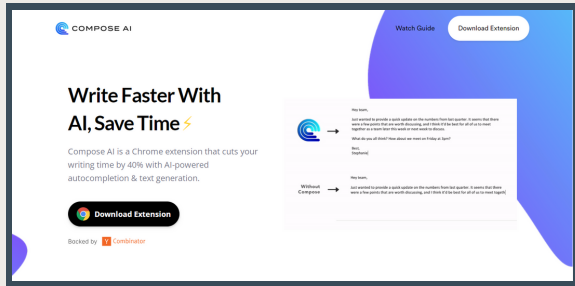 COMPOSE AI
Watch Guide
Download Extension
Write Faster With
AI, Save Time⚡
Compose AI is a Chrome extension that cuts your
writing time by 40% with AI-powered
autocompletion & text generation.
Download Extension
Backed by Y Combinator
Hey team,
Just wanted to provide a quick update on the numbers from last quarter. It seems that there
were a few points that are worth discussing, and I think it'd be best for all of us to meet
together as a team later this week or next week to discuss.
What do you all think? How about we meet on Friday at 3pm?
Best,
Stephanie
Without
Compose
Hey team,
Just wanted to provide a quick update on the numbers from last quarter. It seems that there
were a few points that are worth discussing, and I think it'd be best for all of us to meet togeth